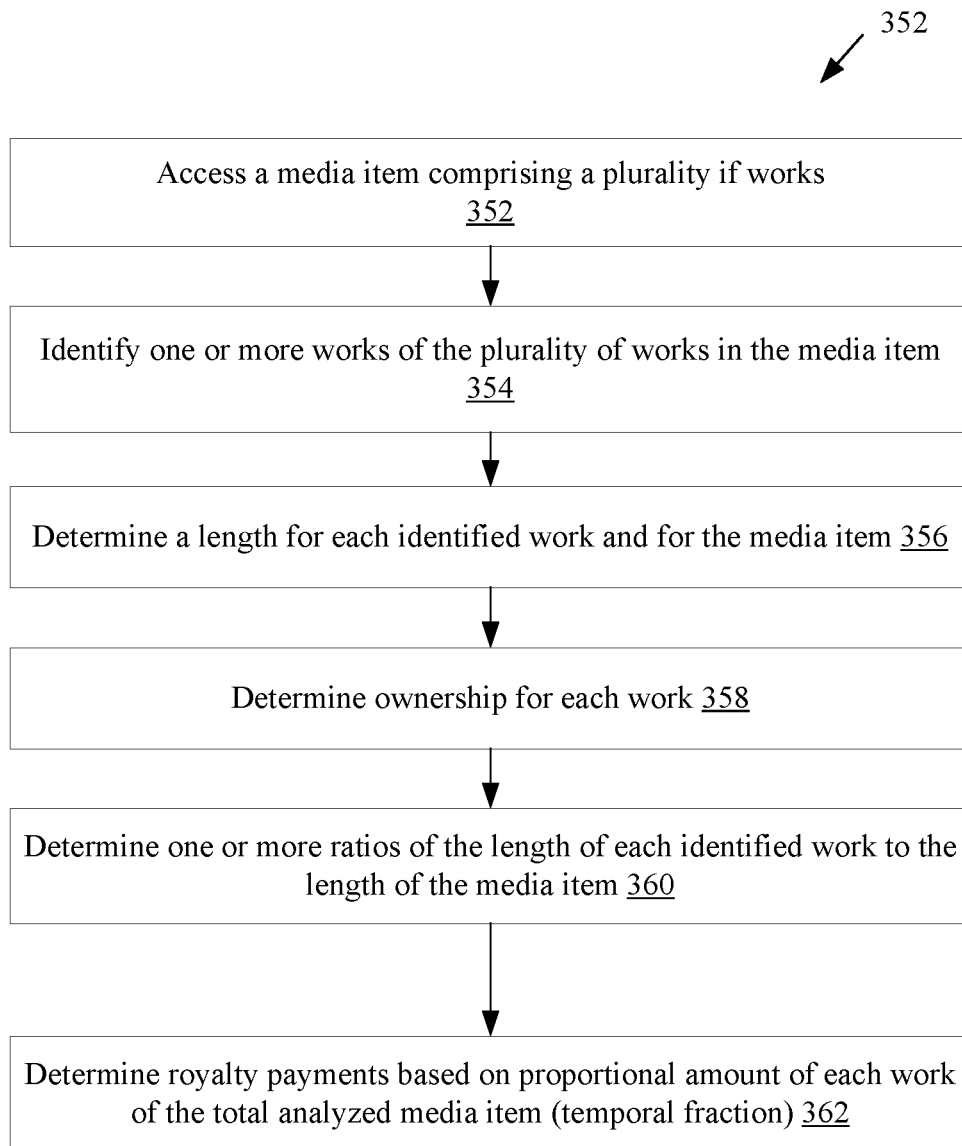 352
Access a media item comprising a plurality if works
352
Identify one or more works of the plurality of works in the media item
354
Determine a length for each identified work and for the media item 356
Determine ownership for each work 358
Determine one or more ratios of the length of each identified work to the
length of the media item 360
Determine royalty payments based on proportional amount of each work
of the total analyzed media item (temporal fraction) 362